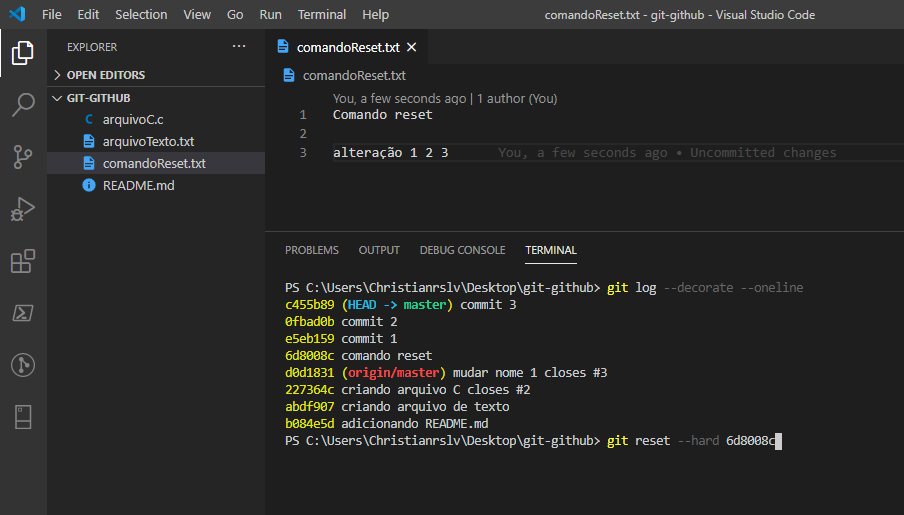 File Edit Selection View Go Run Terminal Help comandoReset.txt - git-github - Visual Studio Code
EXPLORER ···
OPEN EDITORS
GIT-GITHUB
C arquivoC.c
arquivoTexto.txt
comandoReset.txt
README.md
comandoReset.txt
comandoReset.txt
You, a few seconds ago | 1 author (You)
1 Comando reset
2
3 alteração 1 2 3 You, a few seconds ago • Uncommitted changes
PROBLEMS OUTPUT DEBUG CONSOLE TERMINAL
PS C:\Users\Christianrslv\Desktop\git-github> git log --decorate --oneline
c455b89 (HEAD -> master) commit 3
0fbad0b commit 2
e5eb159 commit 1
6d8008c comando reset
d0d1831 (origin/master) mudar nome 1 closes #3
227364c criando arquivo C closes #2
abdf907 criando arquivo de texto
b084e5d adicionando README.md
PS C:\Users\Christianrslv\Desktop\git-github> git reset --hard 6d8008c